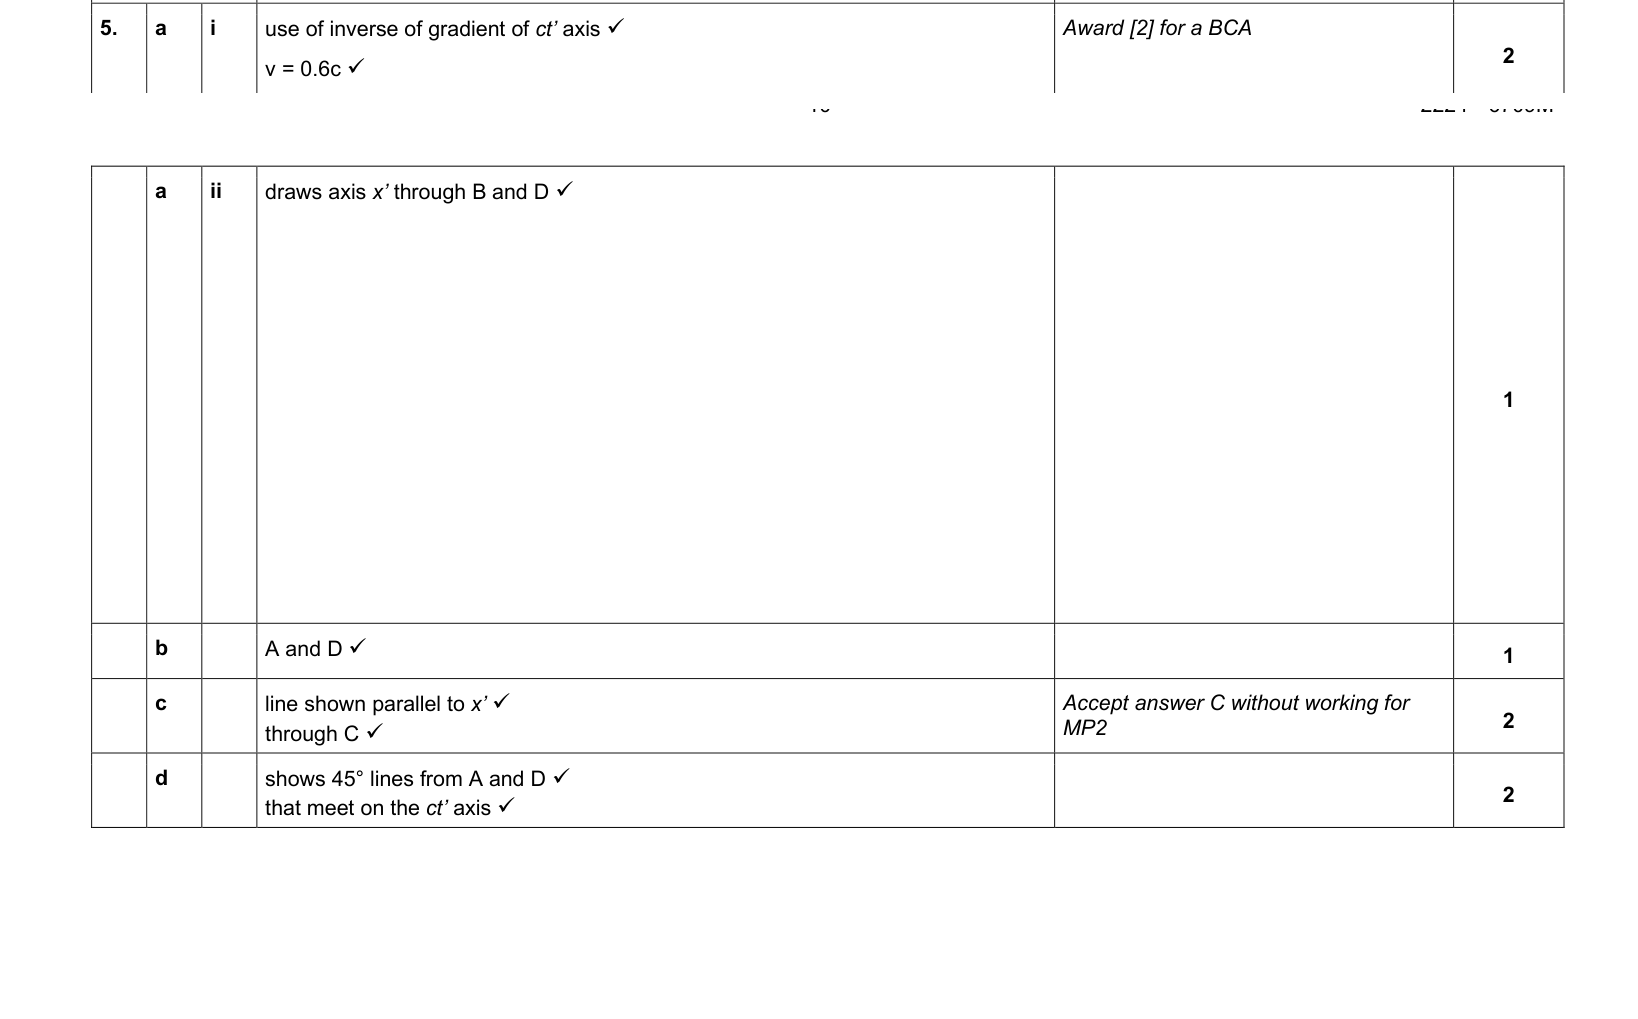 5. a i use of inverse of gradient of ct’ axis ✓ Award [2] for a BCA
v = 0.6c ✓ 2
a ii draws axis x’ through B and D ✓
1
b A and D ✓ 1
c line shown parallel to x’ ✓ Accept answer C without working for
through C ✓ MP2 2
d shows 45° lines from A and D ✓
that meet on the ct’ axis ✓ 2